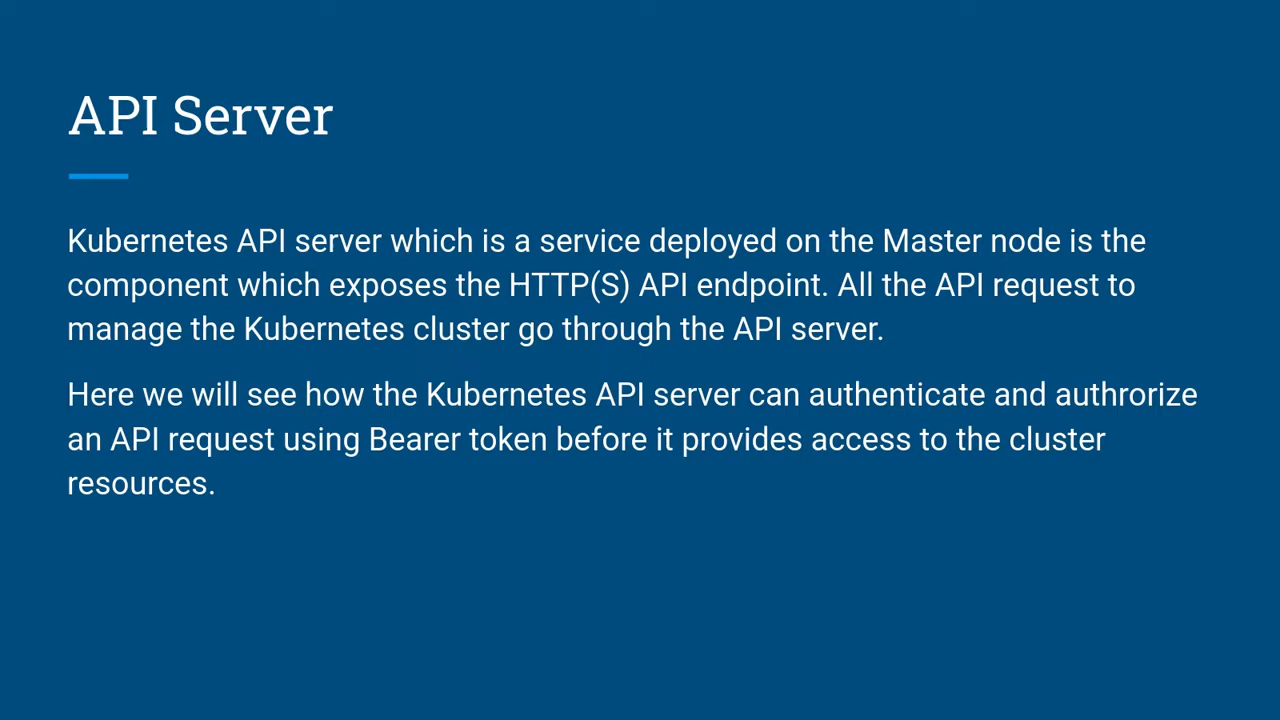 API Server
Kubernetes API server which is a service deployed on the Master node is the
component which exposes the HTTP(S) API endpoint. All the API request to
manage the Kubernetes cluster go through the API server.
Here we will see how the Kubernetes API server can authenticate and authrorize
an API request using Bearer token before it provides access to the cluster
resources.